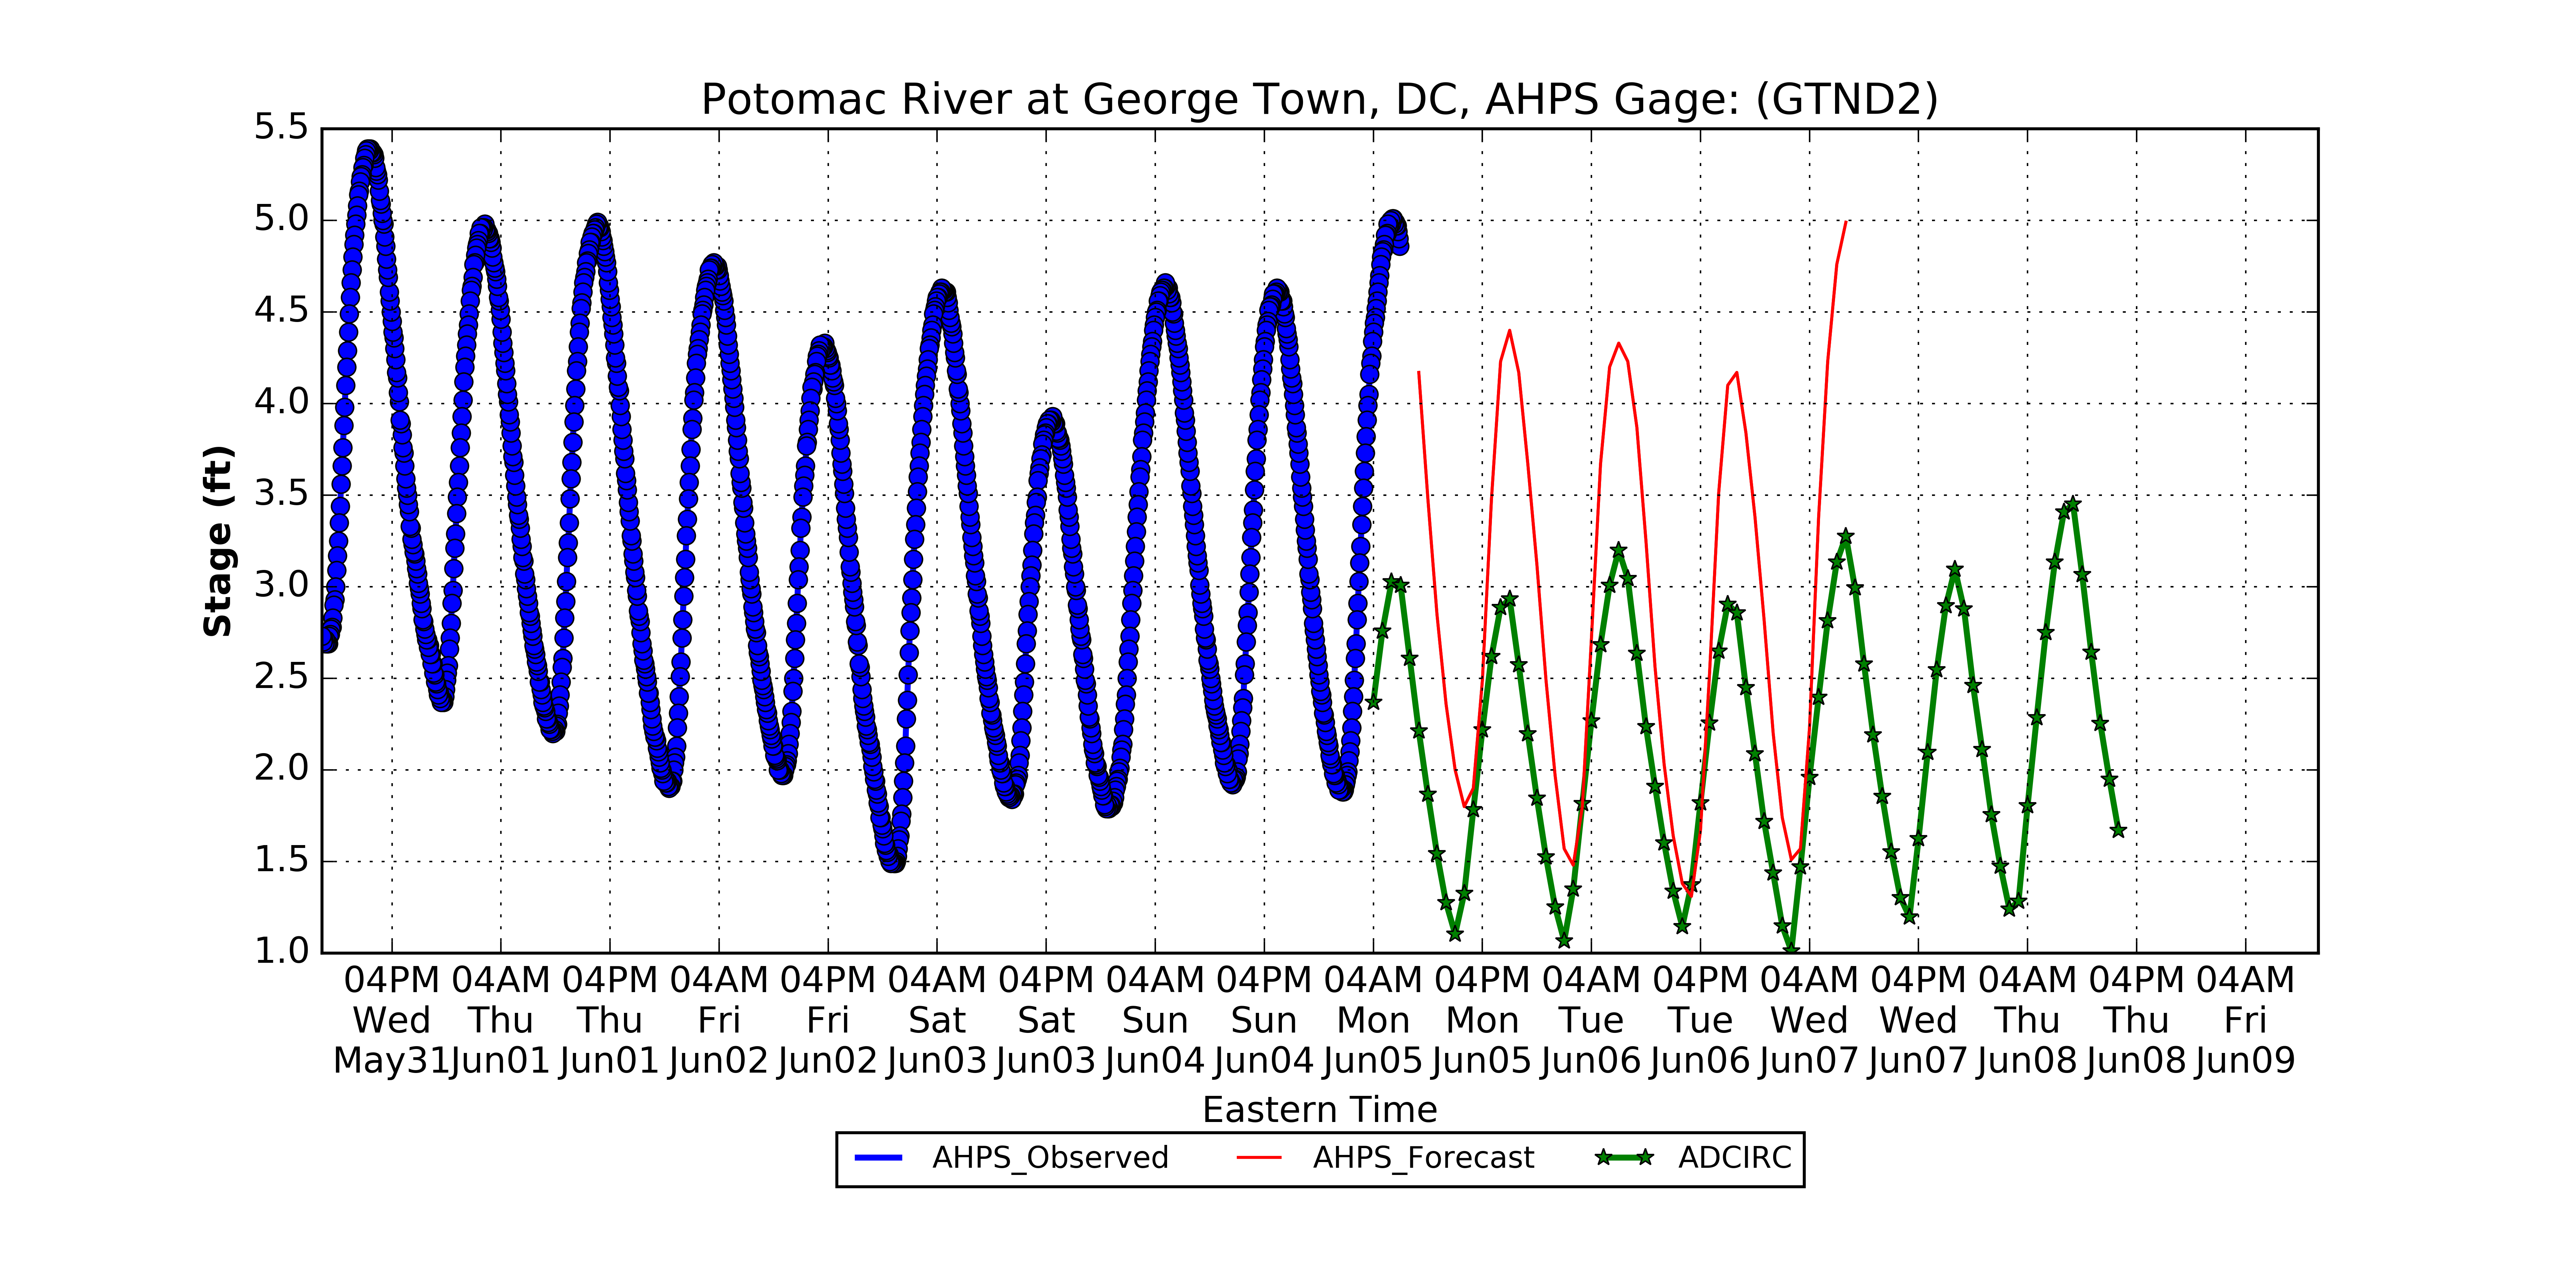 Potomac River at George Town, DC, AHPS Gage: (GTND2)
5.5
5.0
4.5
4.0
3.5
3.0
2.5
2.0
1.5
1.0
Stage (ft)
04PM 04AM 04PM 04AM 04PM 04AM 04PM 04AM 04PM 04AM 04PM 04AM 04PM 04AM 04PM 04AM 04PM 04AM
Wed Thu Thu Fri Fri Sat Sat Sun Sun Mon Mon Tue Tue Wed Wed Thu Thu Fri
May31 Jun01 Jun01 Jun02 Jun02 Jun03 Jun03 Jun04 Jun04 Jun05 Jun05 Jun06 Jun06 Jun07 Jun07 Jun08 Jun08 Jun09
Eastern Time
AHPS_Observed AHPS_Forecast ADCIRC